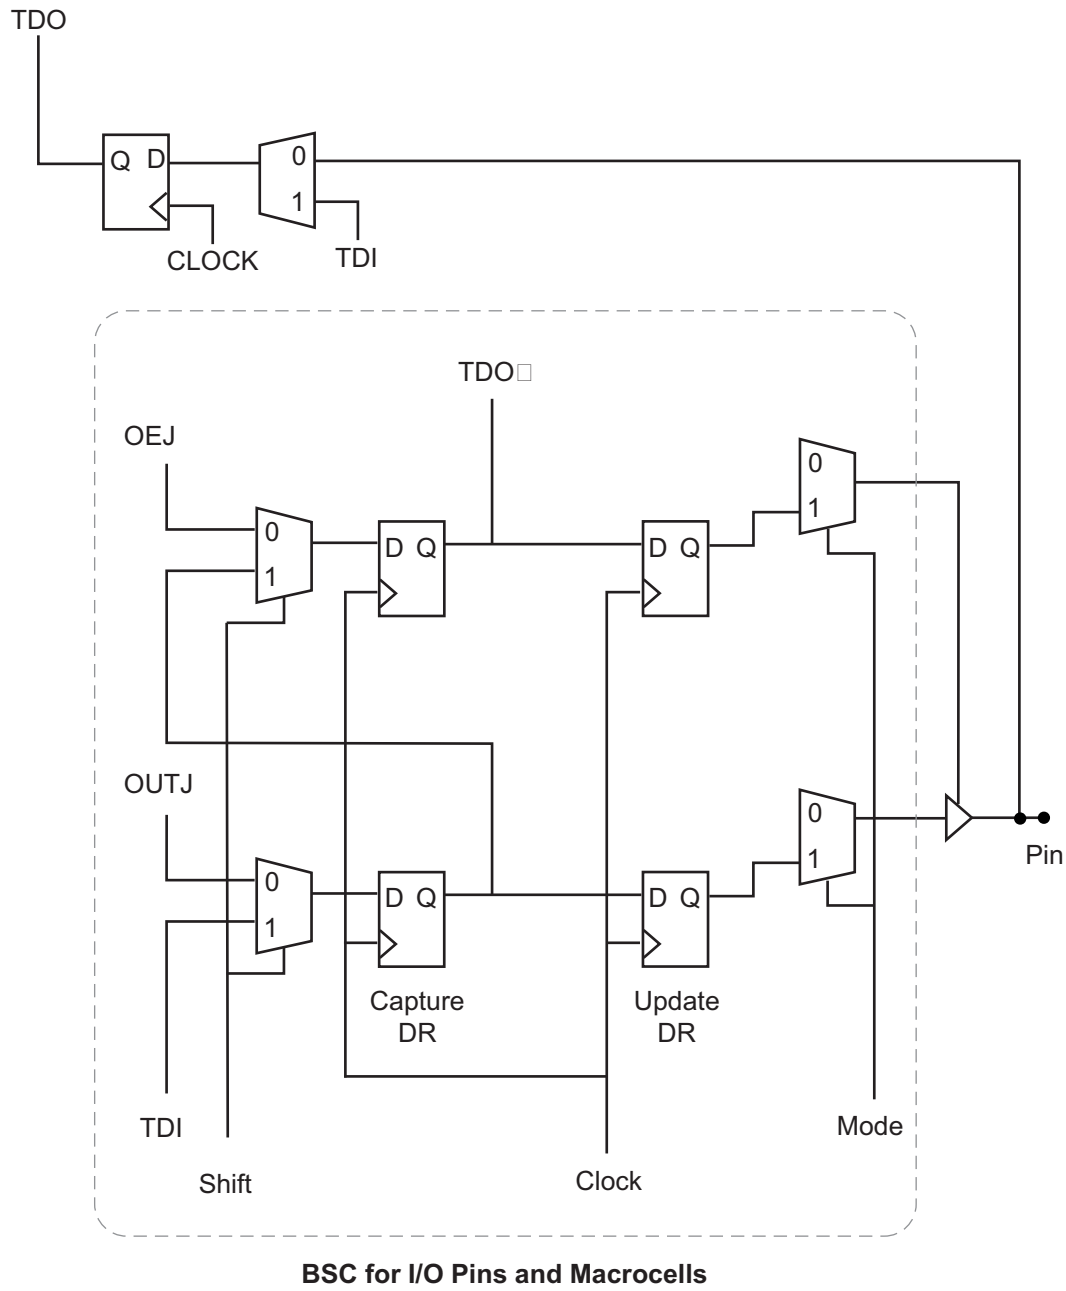 TDO
Q D
0
1
CLOCK
TDI
TDO□
OEJ
0
1
D Q
D Q
0
1
OUTJ
0
1
D Q
D Q
0
1
Pin
Capture
DR
Update
DR
TDI
Shift
Clock
Mode
BSC for I/O Pins and Macrocells